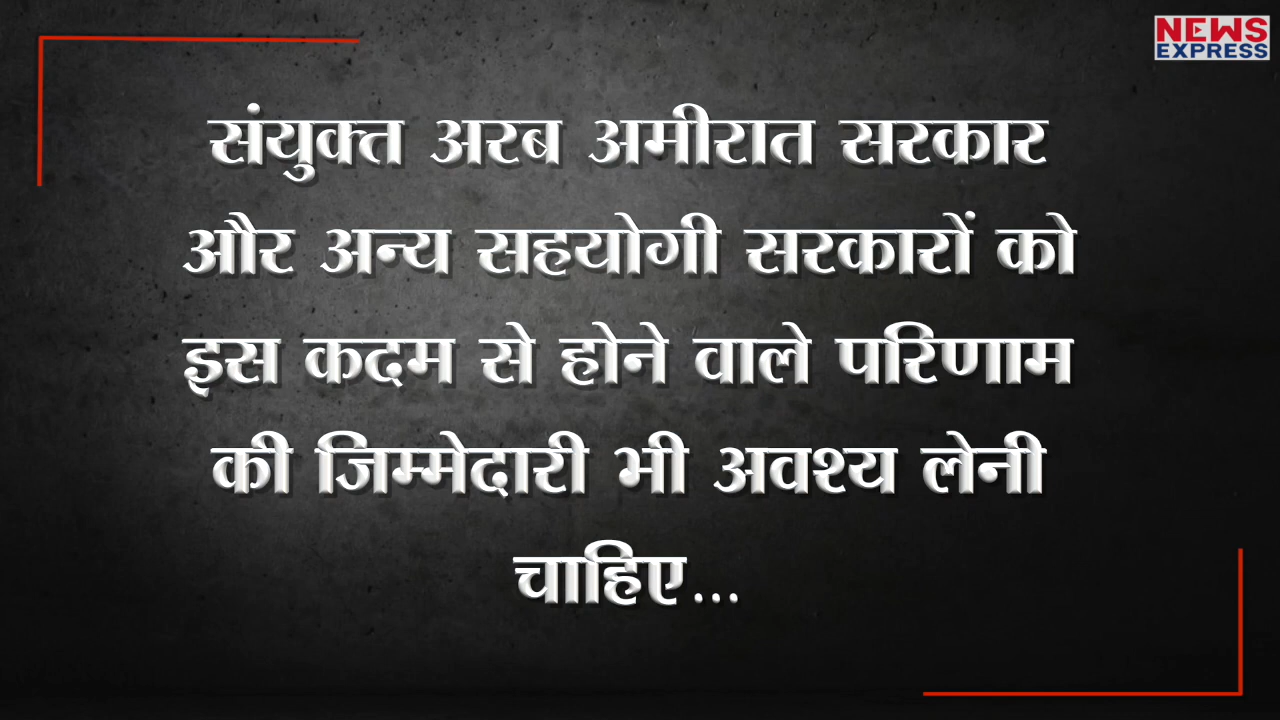 NEWS
EXPRESS
संयुक्त अरब अमीरात सरकार
और अन्य सहयोगी सरकारों को
इस कदम से होने वाले परिणाम
की जिम्मेदारी भी अवश्य लेनी
चाहिए...